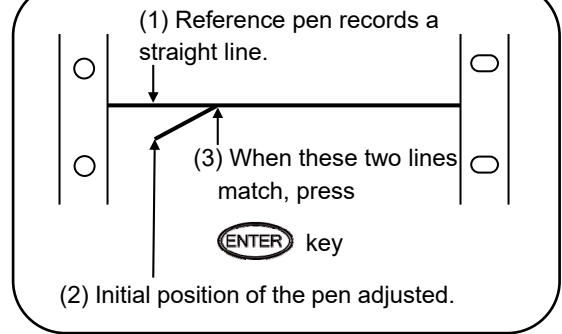 (1) Reference pen records a
straight line.
(3) When these two lines
match, press
ENTER key
(2) Initial position of the pen adjusted.